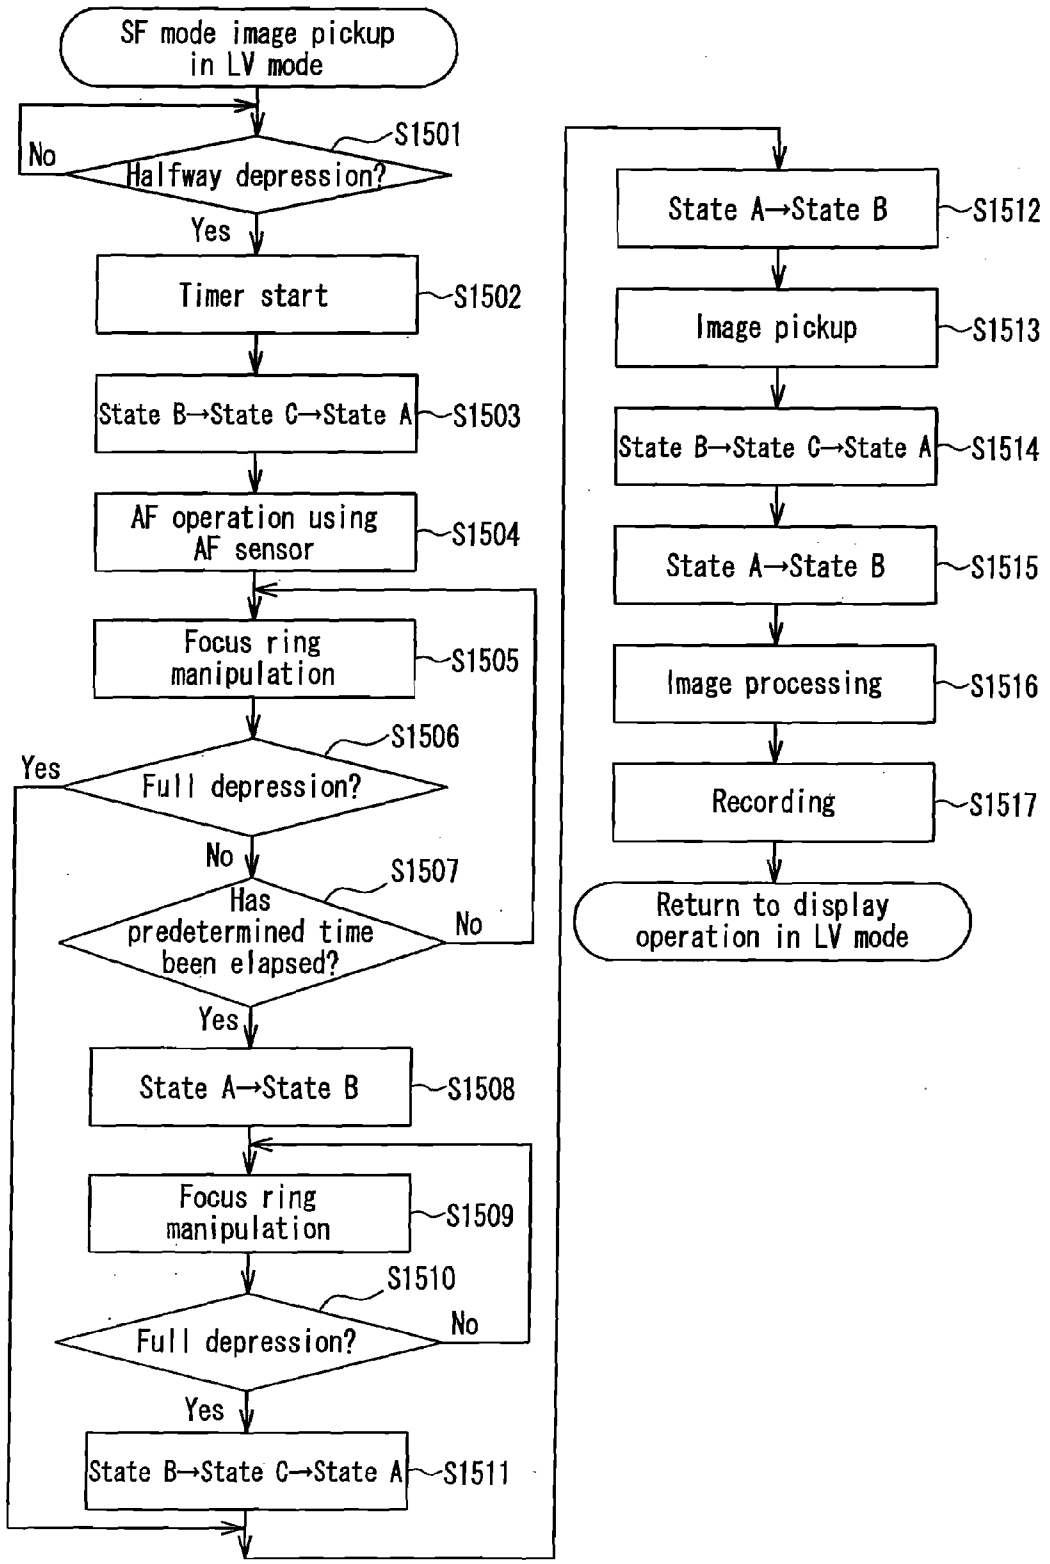 SF mode image pickup
in LV mode
S1501
No
Halfway depression?
Yes
Timer start
S1502
State B→State C→State A
S1503
AF operation using
AF sensor
S1504
Focus ring
manipulation
S1505
S1506
Yes
Full depression?
No
S1507
Has
predetermined time
been elapsed?
No
Yes
State A→State B
S1508
Focus ring
manipulation
S1509
S1510
Full depression?
No
Yes
State B→State C→State A
S1511
State A→State B
S1512
Image pickup
S1513
State B→State C→State A
S1514
State A→State B
S1515
Image processing
S1516
Recording
S1517
Return to display
operation in LV mode